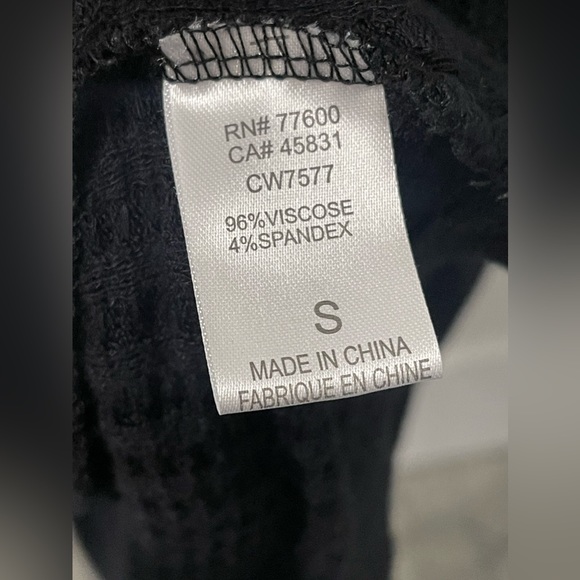 RN# 77600
CA# 45831
CW7577
96%VISCOSE
4%SPANDEX
S
MADE IN CHINA
FABRIQUE EN CHINE